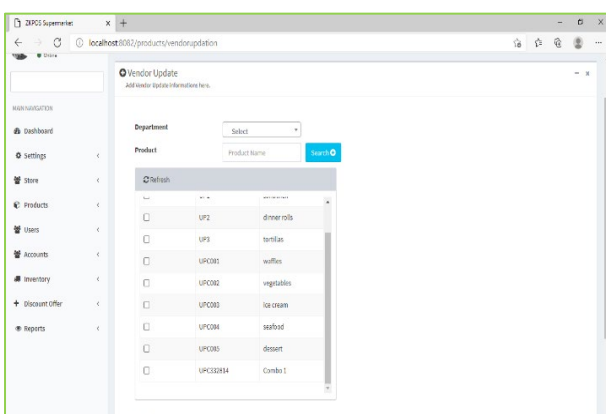 ZKPOS Supermarket
localhost:8082/products/vendorupdation
Online
MAIN NAVIGATION
Dashboard
Settings
Store
Products
Users
Accounts
Inventory
Discount Offer
Reports
Vendor Update
Add Vendor Update Informations here.
Department
Select
Product
Product Name
Search
Refresh
UP2 dinner rolls
UP3 tortillas
UPC001 waffles
UPC002 vegetables
UPC003 ice cream
UPC004 seafood
UPC005 dessert
UPC332814 Combo 1